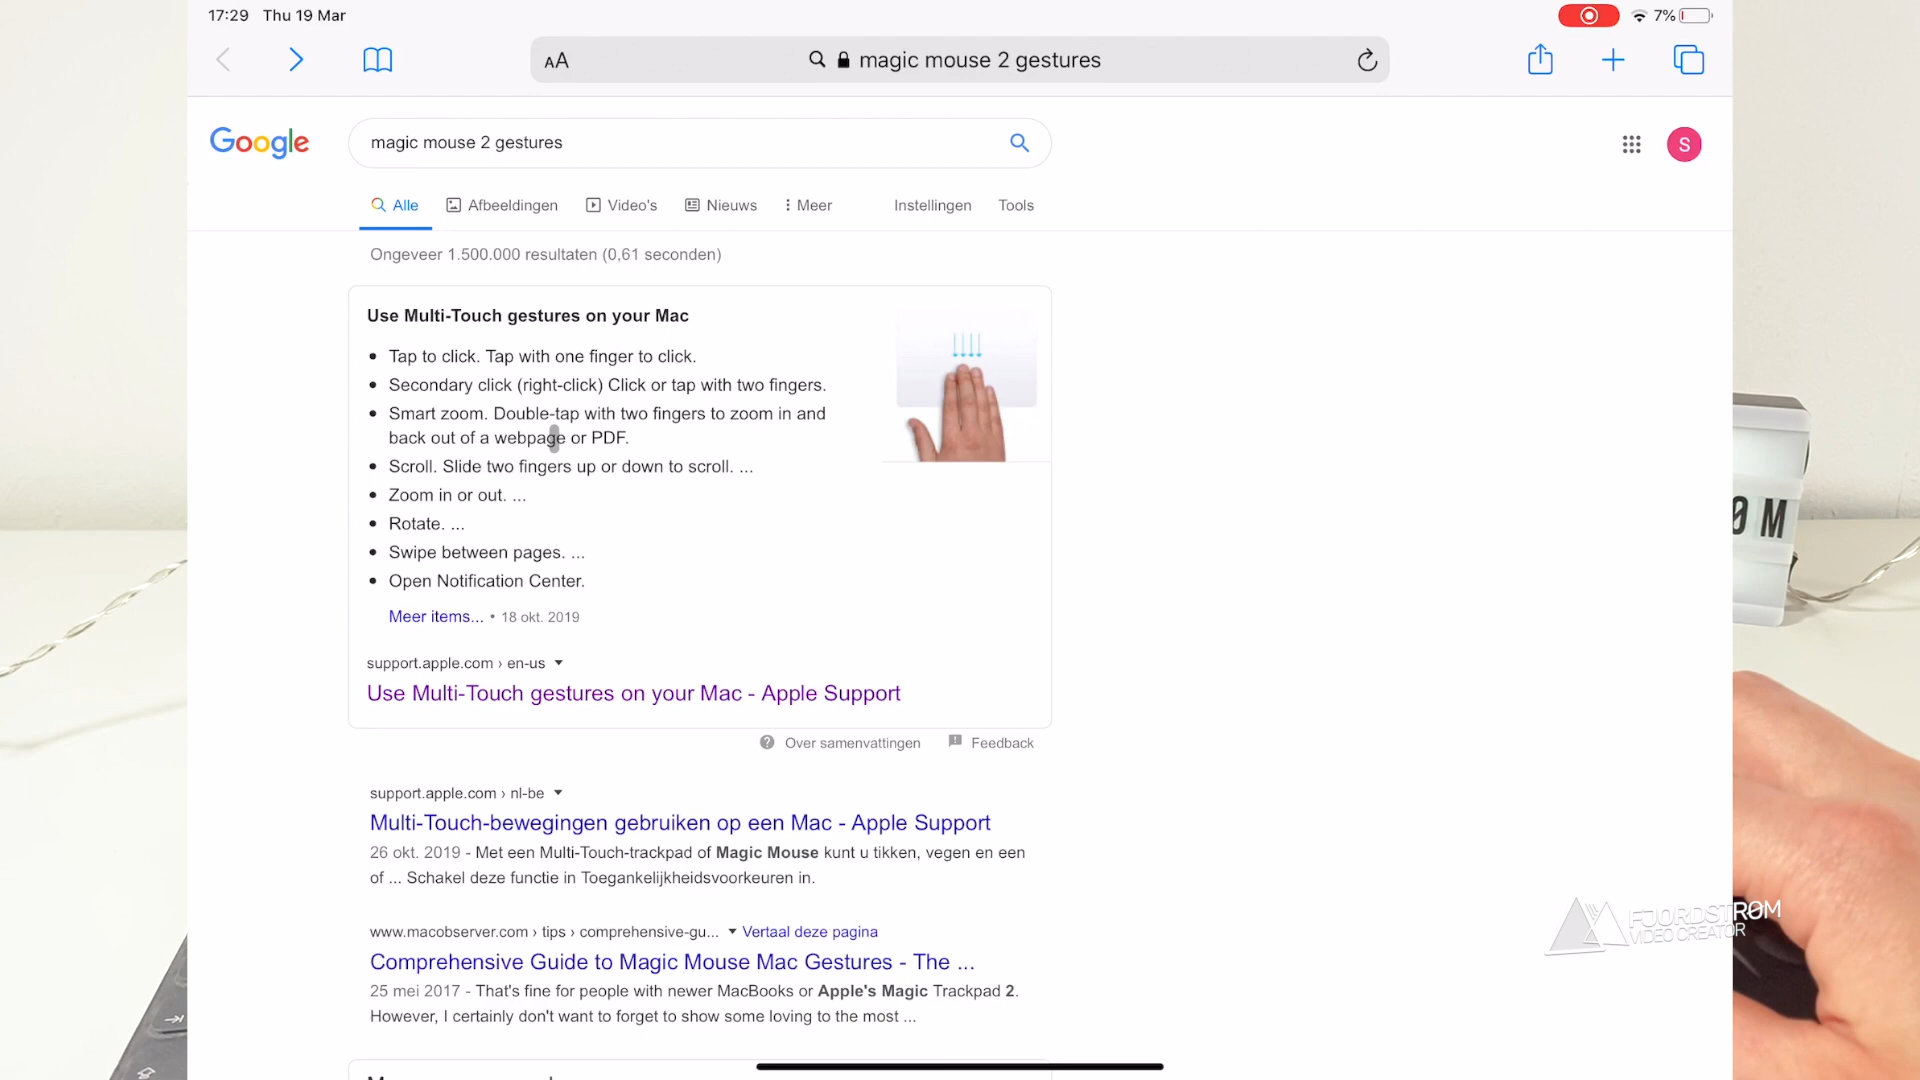 17:29 Thu 19 Mar
7%
AA magic mouse 2 gestures
Google magic mouse 2 gestures S
Alle Afbeeldingen Video's Nieuws Meer Instellingen Tools
Ongeveer 1.500.000 resultaten (0,61 seconden)
Use Multi-Touch gestures on your Mac
• Tap to click. Tap with one finger to click.
• Secondary click (right-click) Click or tap with two fingers.
• Smart zoom. Double-tap with two fingers to zoom in and
back out of a webpage or PDF.
• Scroll. Slide two fingers up or down to scroll. ...
• Zoom in or out. ...
• Rotate. ...
• Swipe between pages. ...
• Open Notification Center.
Meer items... • 18 okt. 2019
support.apple.com › en-us
Use Multi-Touch gestures on your Mac - Apple Support
Over samenvattingen Feedback
support.apple.com › nl-be
Multi-Touch-bewegingen gebruiken op een Mac - Apple Support
26 okt. 2019 - Met een Multi-Touch-trackpad of Magic Mouse kunt u tikken, vegen en een
of ... Schakel deze functie in Toegankelijkheidsvoorkeuren in.
www.macobserver.com › tips › comprehensive-gu... Vertaal deze pagina
Comprehensive Guide to Magic Mouse Mac Gestures - The ...
25 mei 2017 - That's fine for people with newer MacBooks or Apple's Magic Trackpad 2.
However, I certainly don't want to forget to show some loving to the most ...
ØM
FJORDSTRØM
VIDEO CREATOR